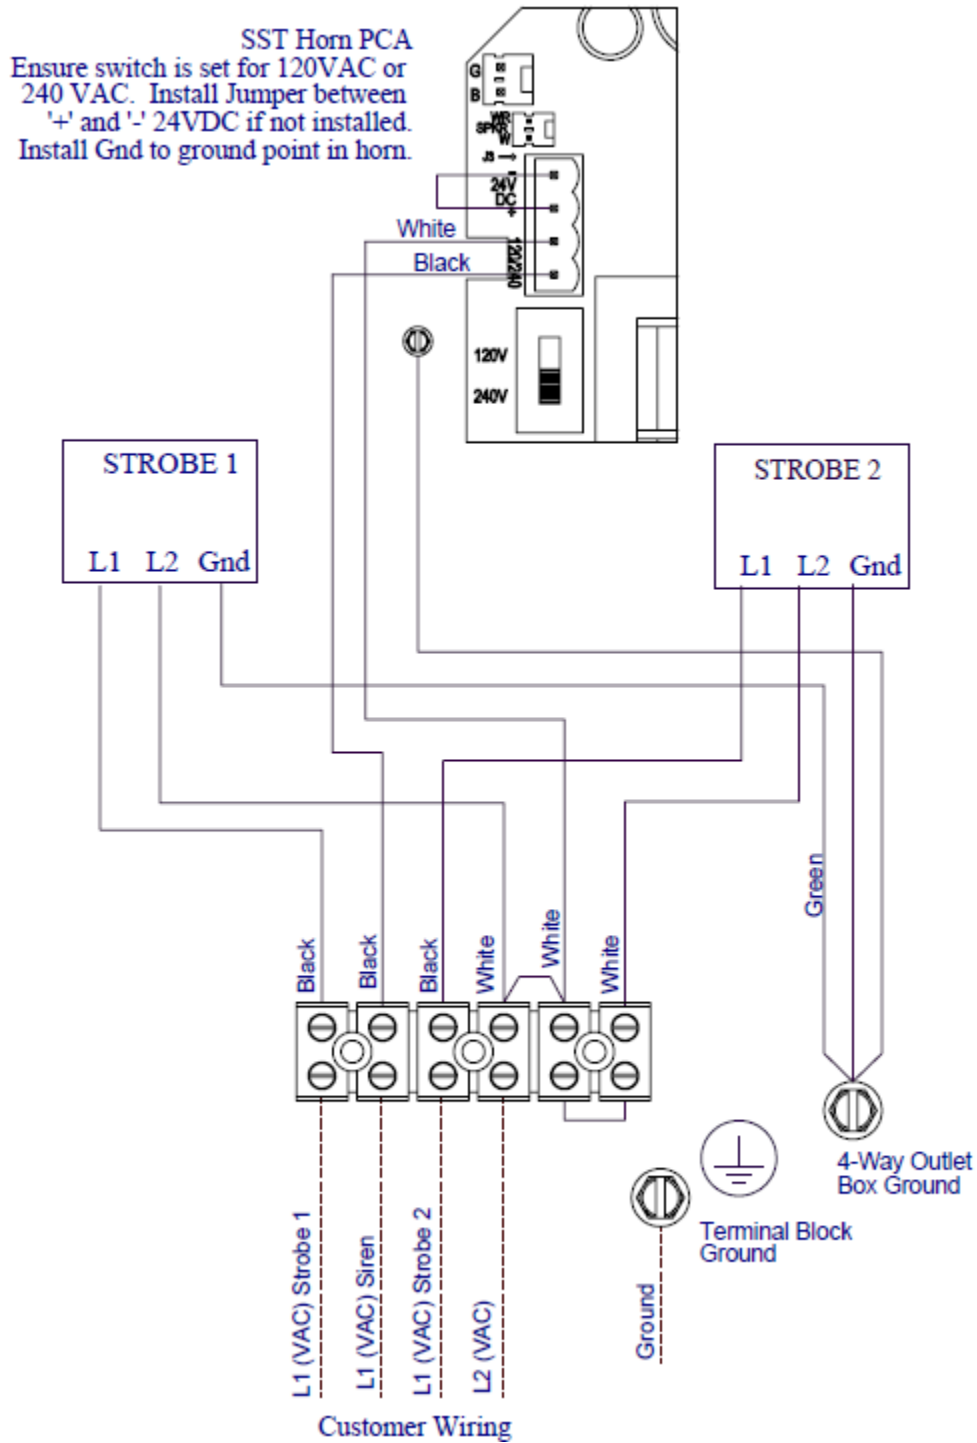 SST Horn PCA
Ensure switch is set for 120VAC or
240 VAC. Install Jumper between
'+' and '-' 24VDC if not installed.
Install Gnd to ground point in horn.
G
B
WR
SPKR
W
J3
-
24V
DC
+
120/240
White
Black
120V
240V
STROBE 1
L1 L2 Gnd
STROBE 2
L1 L2 Gnd
Green
Black
Black
Black
White
White
White
4-Way Outlet
Box Ground
Terminal Block
Ground
L1 (VAC) Strobe 1
L1 (VAC) Siren
L1 (VAC) Strobe 2
L2 (VAC)
Ground
Customer Wiring